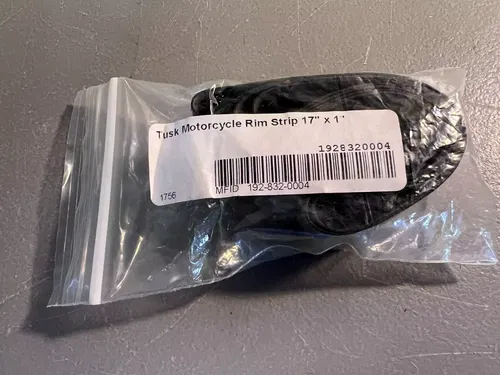 Tusk Motorcycle Rim Strip 17" x 1"
1928320004
1756 MFID 192-832-0004